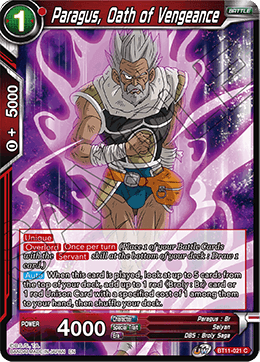 1
Paragus, Oath of Vengeance
BATTLE
0 + 5000
Unique
Overlord Once per turn (Place 1 of your Battle Cards
with the Servant skill at the bottom of your deck : Draw 1
card.)
Auto When this card is played, look at up to 5 cards from
the top of your deck, add up to 1 red 《Broly : Br》 card or
1 red Unison Card with a specified cost of 1 among them to
your hand, then shuffle your deck.
POWER
4000
Character
Paragus : Br
Special Trait
Saiyan
Era
DBS : Broly Saga
BT11-021 C